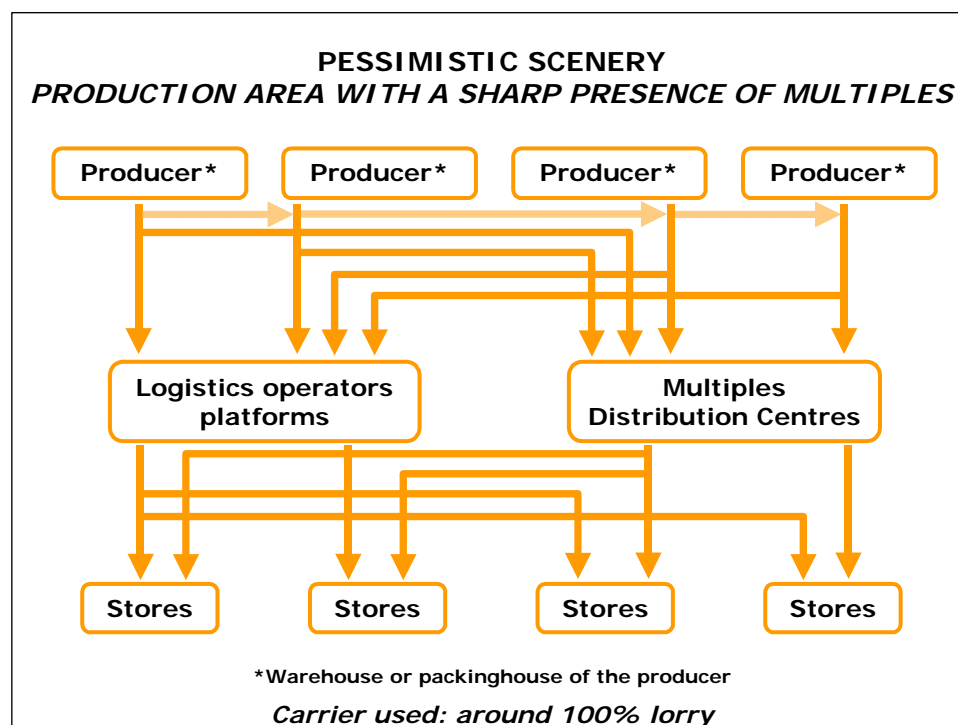 PESSIMISTIC SCENERY
PRODUCTION AREA WITH A SHARP PRESENCE OF MULTIPLES
Producer*
Producer*
Producer*
Producer*
Logistics operators
platforms
Multiples
Distribution Centres
Stores
Stores
Stores
Stores
*Warehouse or packinghouse of the producer
Carrier used: around 100% lorry